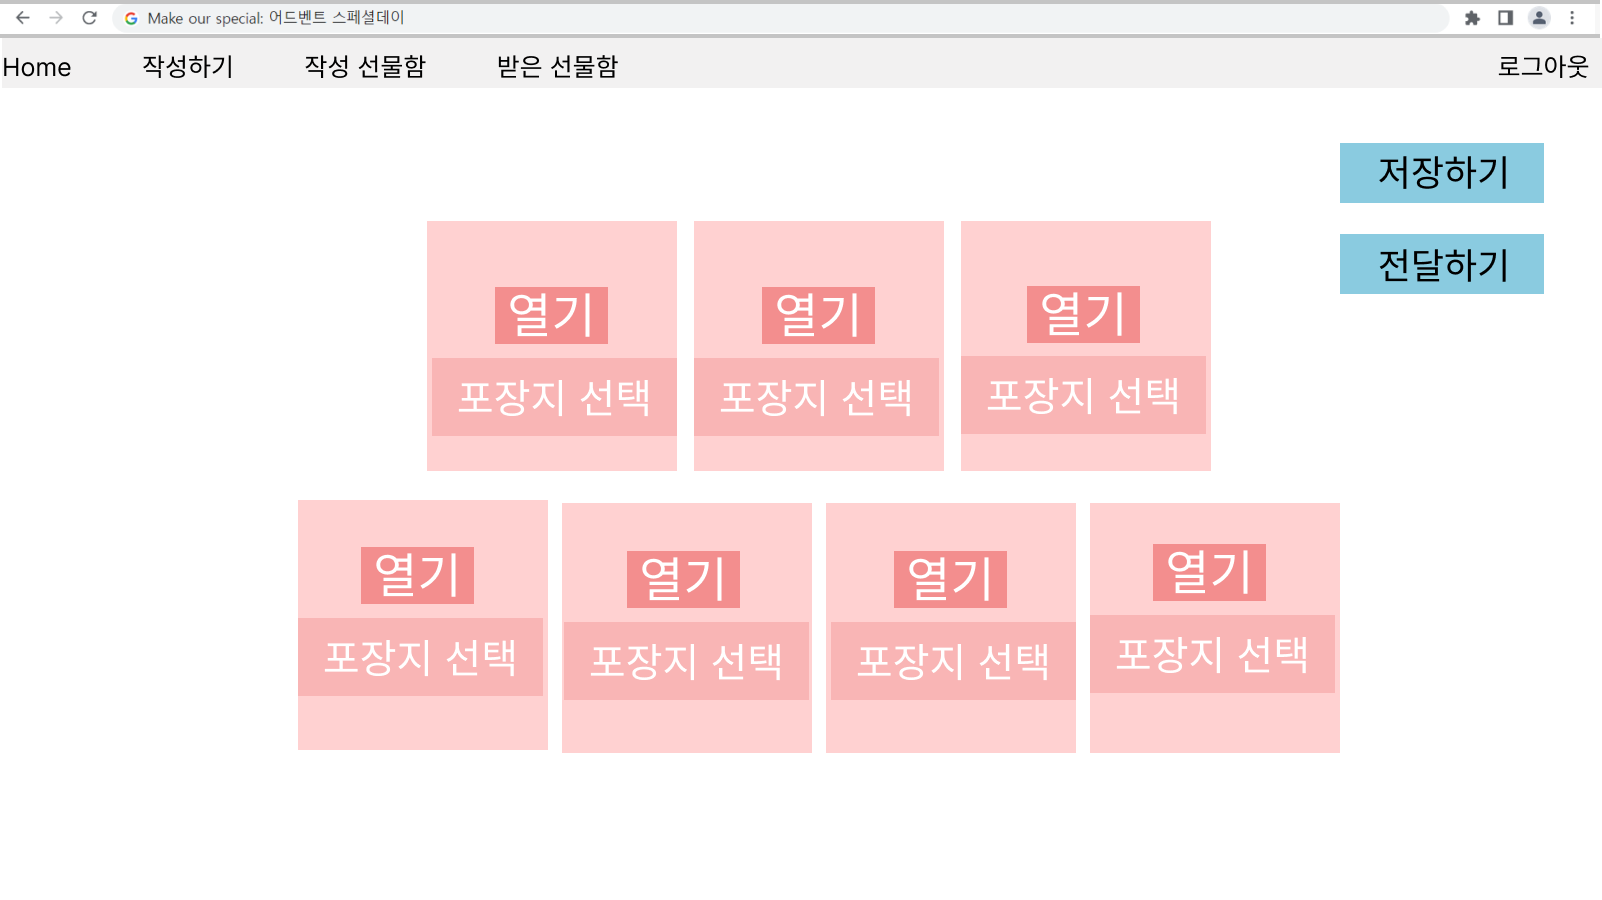 Make our special: 어드벤트 스페셜데이
Home 작성하기 작성 선물함 받은 선물함 로그아웃
저장하기
전달하기
열기 열기 열기
포장지 선택 포장지 선택 포장지 선택
열기 열기 열기 열기
포장지 선택 포장지 선택 포장지 선택 포장지 선택